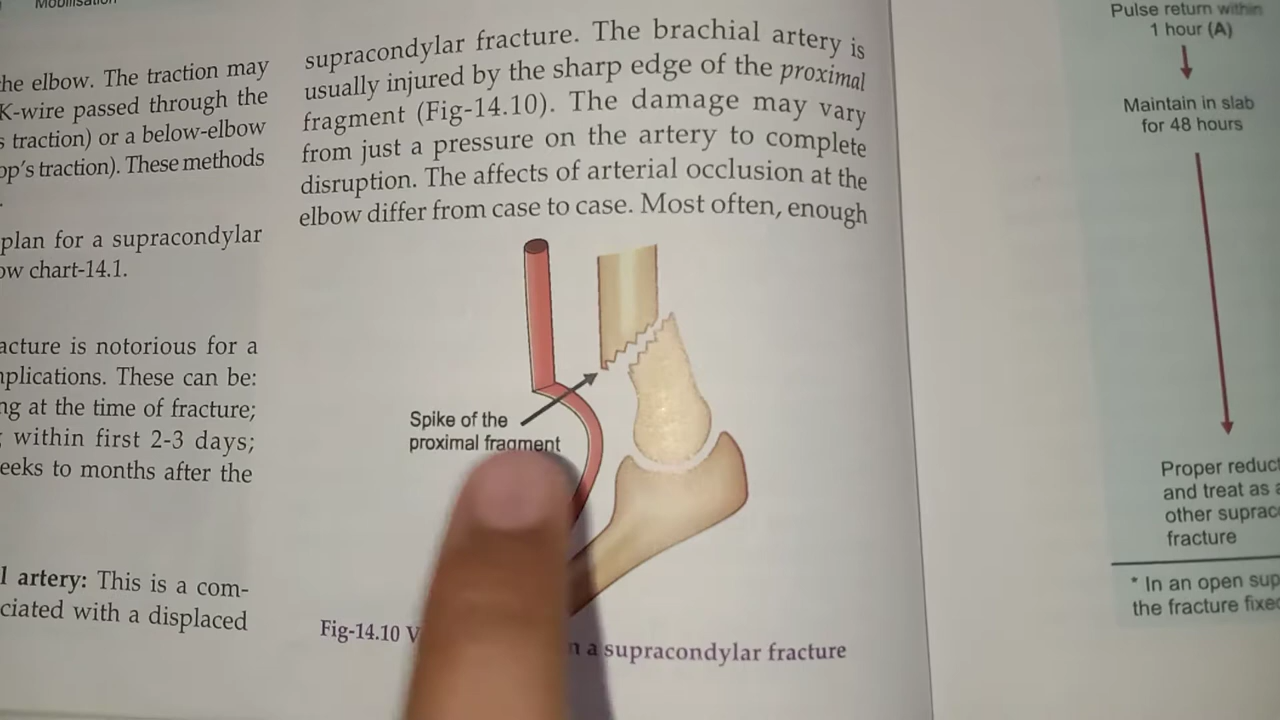 Mobilisation
he elbow. The traction may
K-wire passed through the
s traction) or a below-elbow
op's traction). These methods
.
plan for a supracondylar
ow chart-14.1.
acture is notorious for a
nplications. These can be:
ng at the time of fracture;
; within first 2-3 days;
eeks to months after the
l artery: This is a com-
ciated with a displaced
supracondylar fracture. The brachial artery is
usually injured by the sharp edge of the proximal
fragment (Fig-14.10). The damage may vary
from just a pressure on the artery to complete
disruption. The affects of arterial occlusion at the
elbow differ from case to case. Most often, enough
Spike of the
proximal fragment
Fig-14.10 V n a supracondylar fracture
Pulse return within
1 hour (A)
Maintain in slab
for 48 hours
Proper reduct
and treat as a
other suprac
fracture
* In an open sup
the fracture fixed